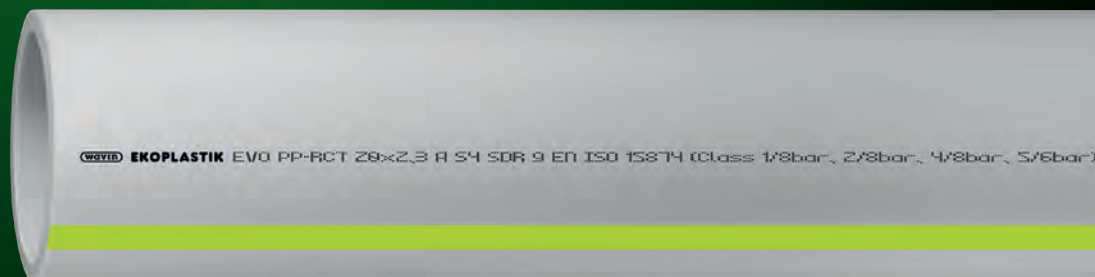 wavin EKOPLASTIK EVO PP-RCT 20x2,3 A S4 SDR 9 EN ISO 15874 (Class 1/8bar, 2/8bar, 4/8bar, 5/6bar)